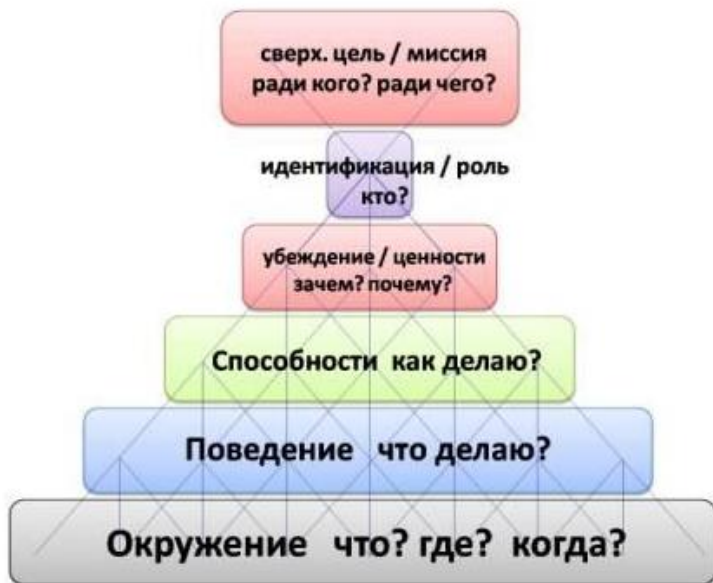 сверх. цель / миссия
ради кого? ради чего?
идентификация / роль
кто?
убеждение / ценности
зачем? почему?
Способности как делаю?
Поведение что делаю?
Окружение что? где? когда?